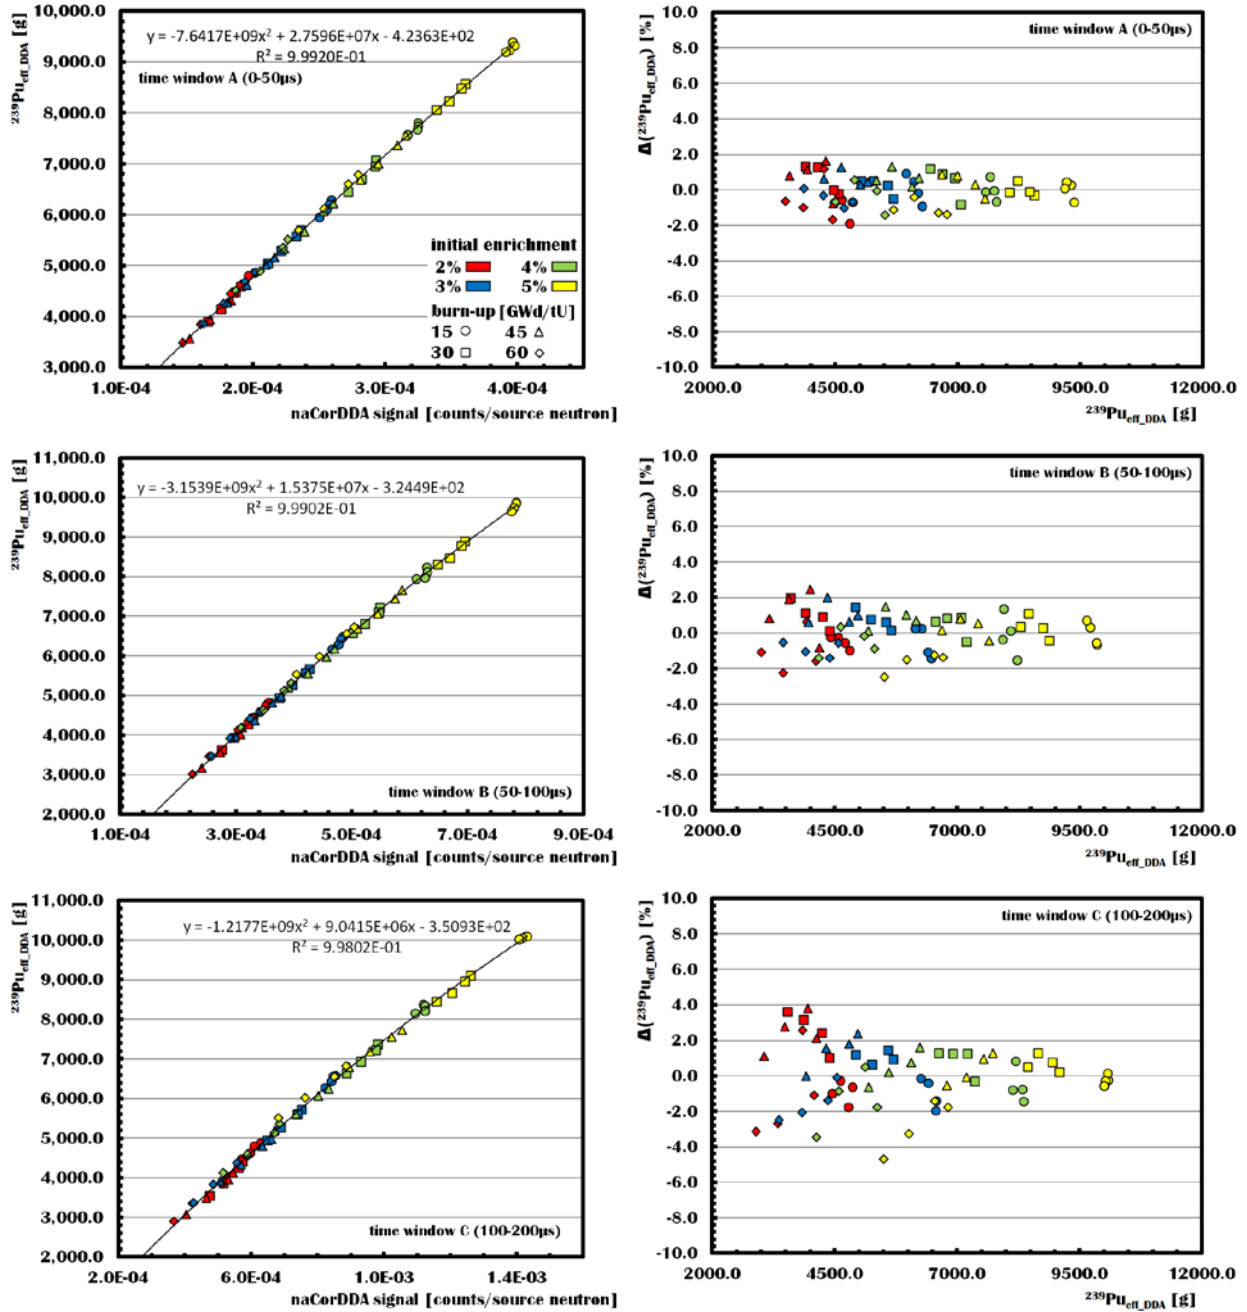 ²³⁹Pu_eff_DDA [g]
10,000.0
9,000.0
8,000.0
7,000.0
6,000.0
5,000.0
4,000.0
3,000.0
y = -7.6417E+09x² + 2.7596E+07x - 4.2363E+02
R² = 9.9920E-01
time window A (0-50µs)
initial enrichment
2% 4%
3% 5%
burn-up [GWd/tU]
15 45
30 60
1.0E-04 2.0E-04 3.0E-04 4.0E-04
naCorDDA signal [counts/source neutron]
Δ(²³⁹Pu_eff_DDA) [%]
10.0
8.0
6.0
4.0
2.0
0.0
-2.0
-4.0
-6.0
-8.0
-10.0
time window A (0-50µs)
2000.0 4500.0 7000.0 9500.0 12000.0
²³⁹Pu_eff_DDA [g]
²³⁹Pu_eff_DDA [g]
11,000.0
10,000.0
9,000.0
8,000.0
7,000.0
6,000.0
5,000.0
4,000.0
3,000.0
2,000.0
y = -3.1539E+09x² + 1.5375E+07x - 3.2449E+02
R² = 9.9902E-01
time window B (50-100µs)
1.0E-04 3.0E-04 5.0E-04 7.0E-04 9.0E-04
naCorDDA signal [counts/source neutron]
Δ(²³⁹Pu_eff_DDA) [%]
10.0
8.0
6.0
4.0
2.0
0.0
-2.0
-4.0
-6.0
-8.0
-10.0
time window B (50-100µs)
2000.0 4500.0 7000.0 9500.0 12000.0
²³⁹Pu_eff_DDA [g]
²³⁹Pu_eff_DDA [g]
11,000.0
10,000.0
9,000.0
8,000.0
7,000.0
6,000.0
5,000.0
4,000.0
3,000.0
2,000.0
y = -1.2177E+09x² + 9.0415E+06x - 3.5093E+02
R² = 9.9802E-01
time window C (100-200µs)
2.0E-04 6.0E-04 1.0E-03 1.4E-03
naCorDDA signal [counts/source neutron]
Δ(²³⁹Pu_eff_DDA) [%]
10.0
8.0
6.0
4.0
2.0
0.0
-2.0
-4.0
-6.0
-8.0
-10.0
time window C (100-200µs)
2000.0 4500.0 7000.0 9500.0 12000.0
²³⁹Pu_eff_DDA [g]